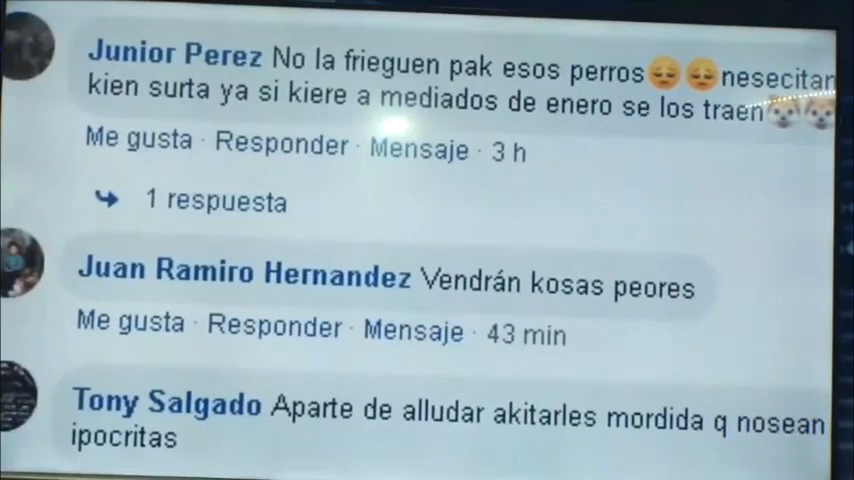 Junior Perez No la frieguen pak esos perros😔😔nesecitan
kien surta ya si kiere a mediados de enero se los traen🐶🐶
Me gusta · Responder · Mensaje · 3 h
1 respuesta
Juan Ramiro Hernandez Vendrán kosas peores
Me gusta · Responder · Mensaje · 43 min
Tony Salgado Aparte de alludar akitarles mordida q nosean
ipocritas